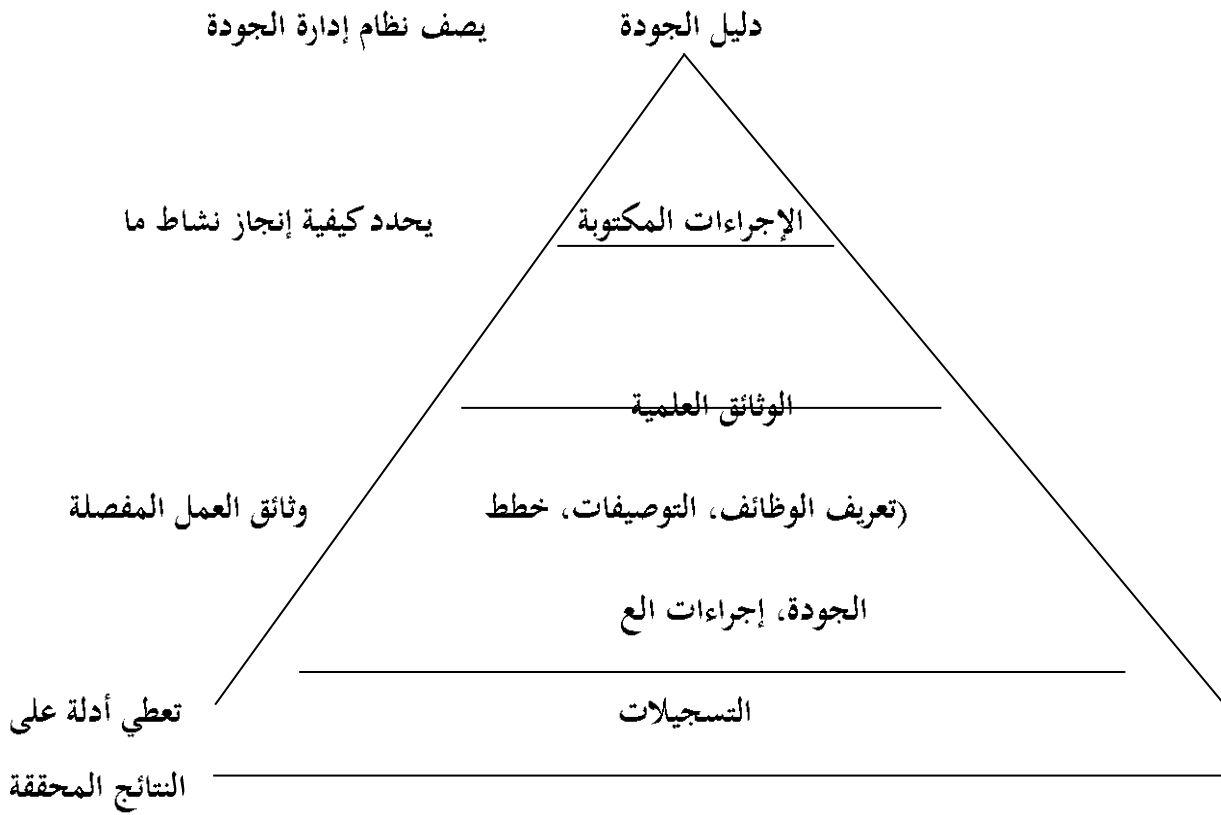 دليل الجودة
يصف نظام إدارة الجودة
الإجراءات المكتوبة
يحدد كيفية إنجاز نشاط ما
الوثائق العلمية
(تعريف الوظائف، التوصيفات، خطط
وثائق العمل المفصلة
الجودة، إجراءات الع
التسجيلات
تعطي أدلة على
النتائج المحققة